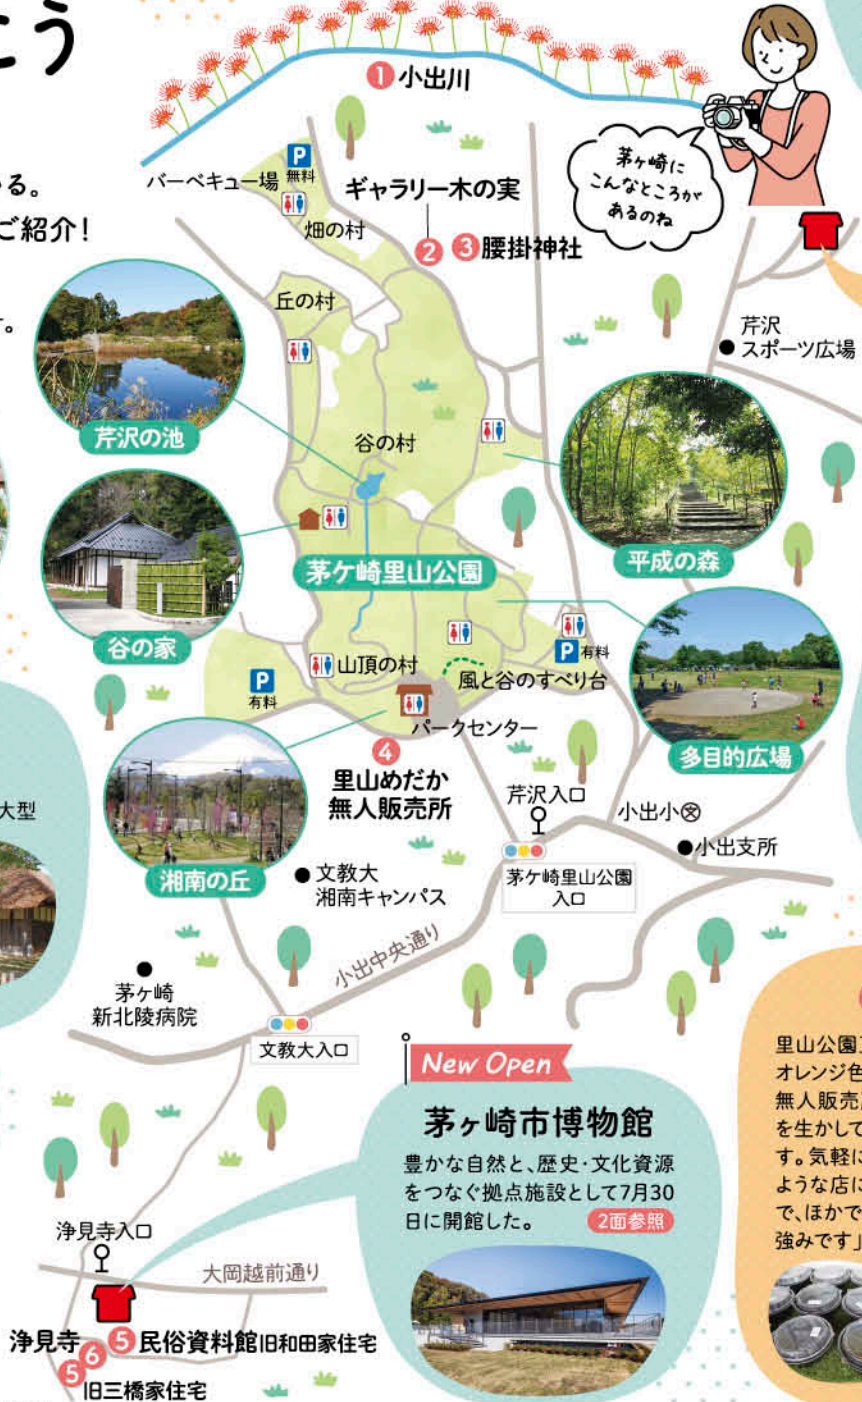 こう
いる。
ご紹介!
す。
① 小出川
バーベキュー場
P
無料
畑の村
ギャラリー木の実
② ③ 腰掛神社
茅ヶ崎に
こんなところが
あるのね
芹沢
スポーツ広場
丘の村
芹沢の池
谷の村
平成の森
茅ケ崎里山公園
谷の家
P
有料
山頂の村
P 有料
風と谷のすべり台
パークセンター
多目的広場
④
里山めだか
無人販売所
芹沢入口
小出小㊫
小出支所
茅ケ崎里山公園
入口
湘南の丘
文教大
湘南キャンパス
大型
小出中央通り
茅ヶ崎
新北陵病院
文教大入口
New Open
茅ヶ崎市博物館
豊かな自然と、歴史・文化資源
をつなぐ拠点施設として7月30
日に開館した。
2面参照
里山公園
オレンジ色
無人販売
を生かして
す。気軽に
ような店に
で、ほかで
強みです」
浄見寺入口
大岡越前通り
浄見寺 ⑥ ⑤ 民俗資料館旧和田家住宅
⑤ 旧三橋家住宅